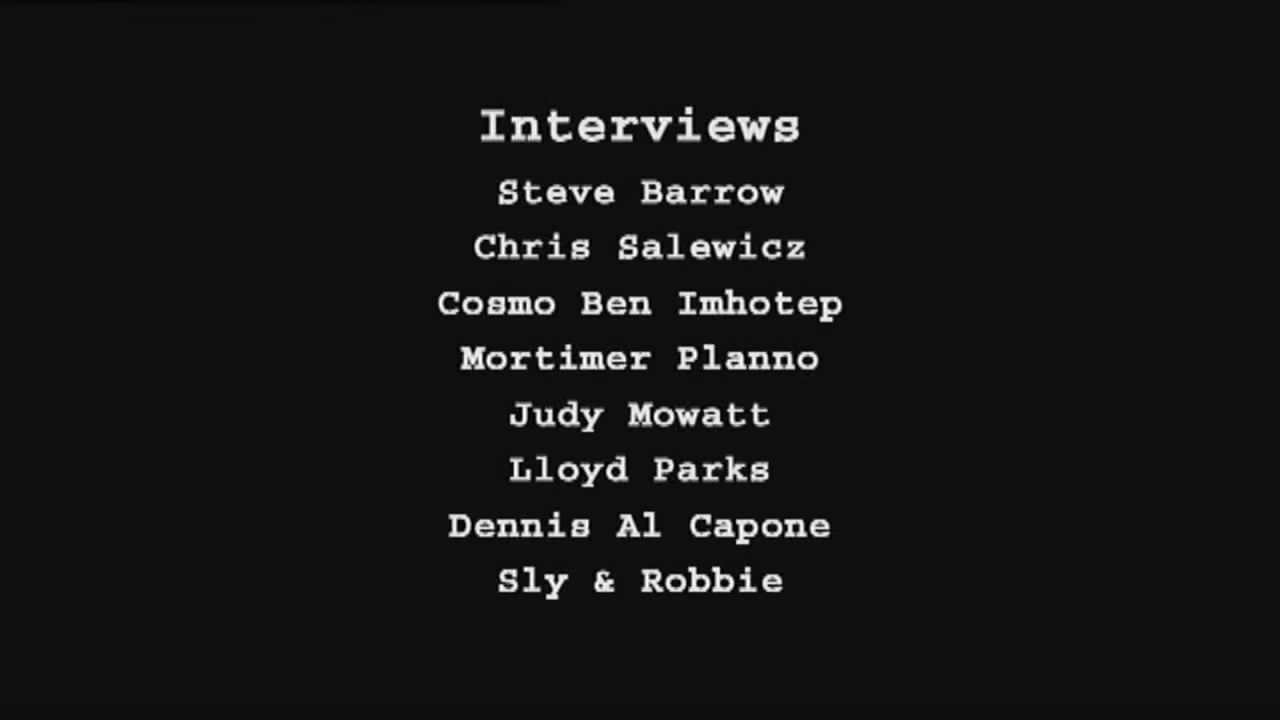 Interviews
Steve Barrow
Chris Salewicz
Cosmo Ben Imhotep
Mortimer Planno
Judy Mowatt
Lloyd Parks
Dennis Al Capone
Sly & Robbie